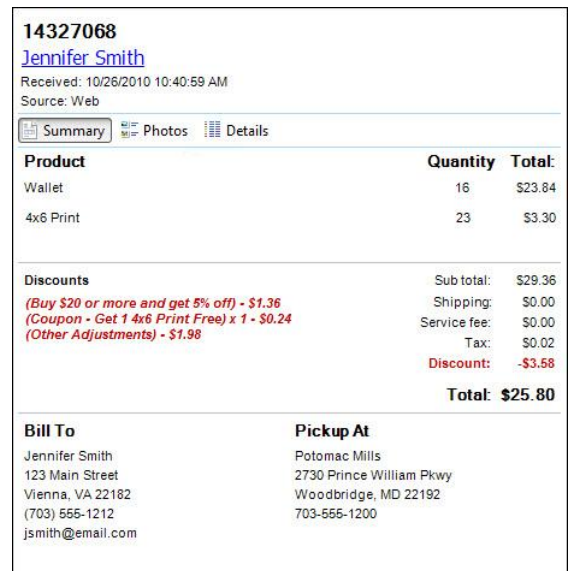 14327068
Jennifer Smith
Received: 10/26/2010 10:40:59 AM
Source: Web
Summary Photos Details
Product Quantity Total:
Wallet 16 $23.84
4x6 Print 23 $3.30
Discounts Sub total: $29.36
(Buy $20 or more and get 5% off) - $1.36 Shipping: $0.00
(Coupon - Get 1 4x6 Print Free) x 1 - $0.24 Service fee: $0.00
(Other Adjustments) - $1.98 Tax: $0.02
Discount: -$3.58
Total: $25.80
Bill To Pickup At
Jennifer Smith Potomac Mills
123 Main Street 2730 Prince William Pkwy
Vienna, VA 22182 Woodbridge, MD 22192
(703) 555-1212 703-555-1200
jsmith@email.com